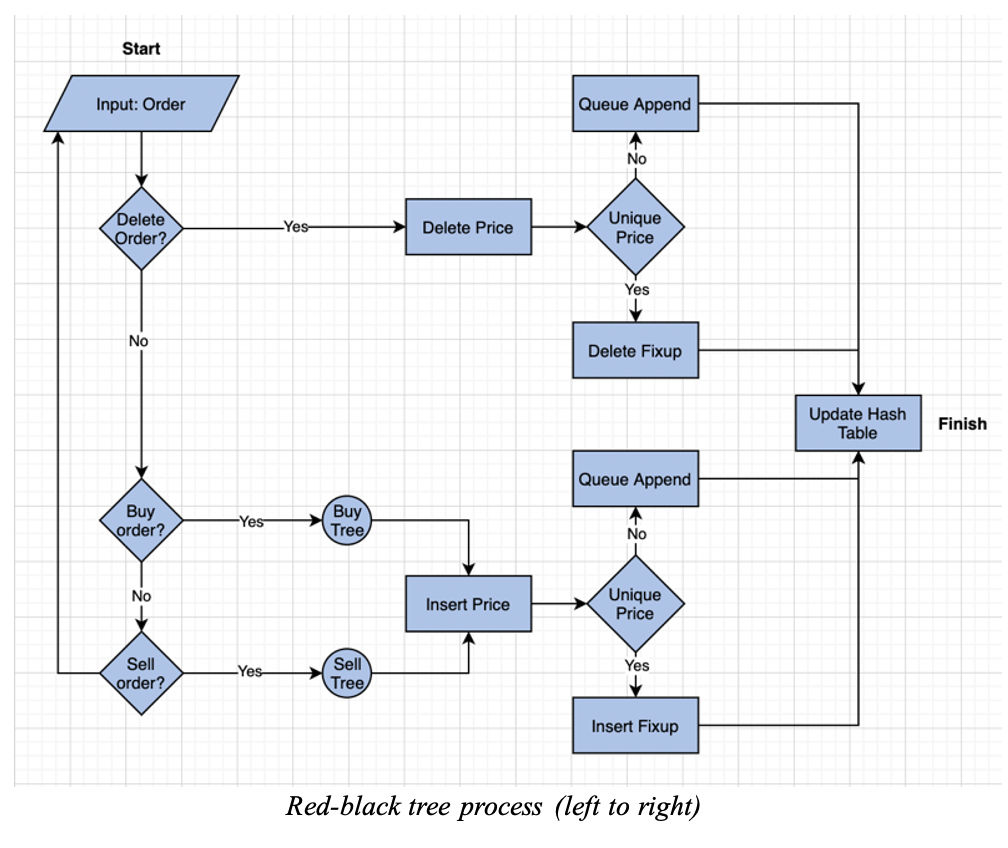 Start
Input: Order
Queue Append
No
Delete
Order?
Yes
Delete Price
Unique
Price
Yes
No
Delete Fixup
Update Hash
Table
Finish
Queue Append
Buy
order?
Yes
Buy
Tree
No
No
Insert Price
Unique
Price
Sell
order?
Yes
Sell
Tree
Yes
Insert Fixup
Red-black tree process (left to right)